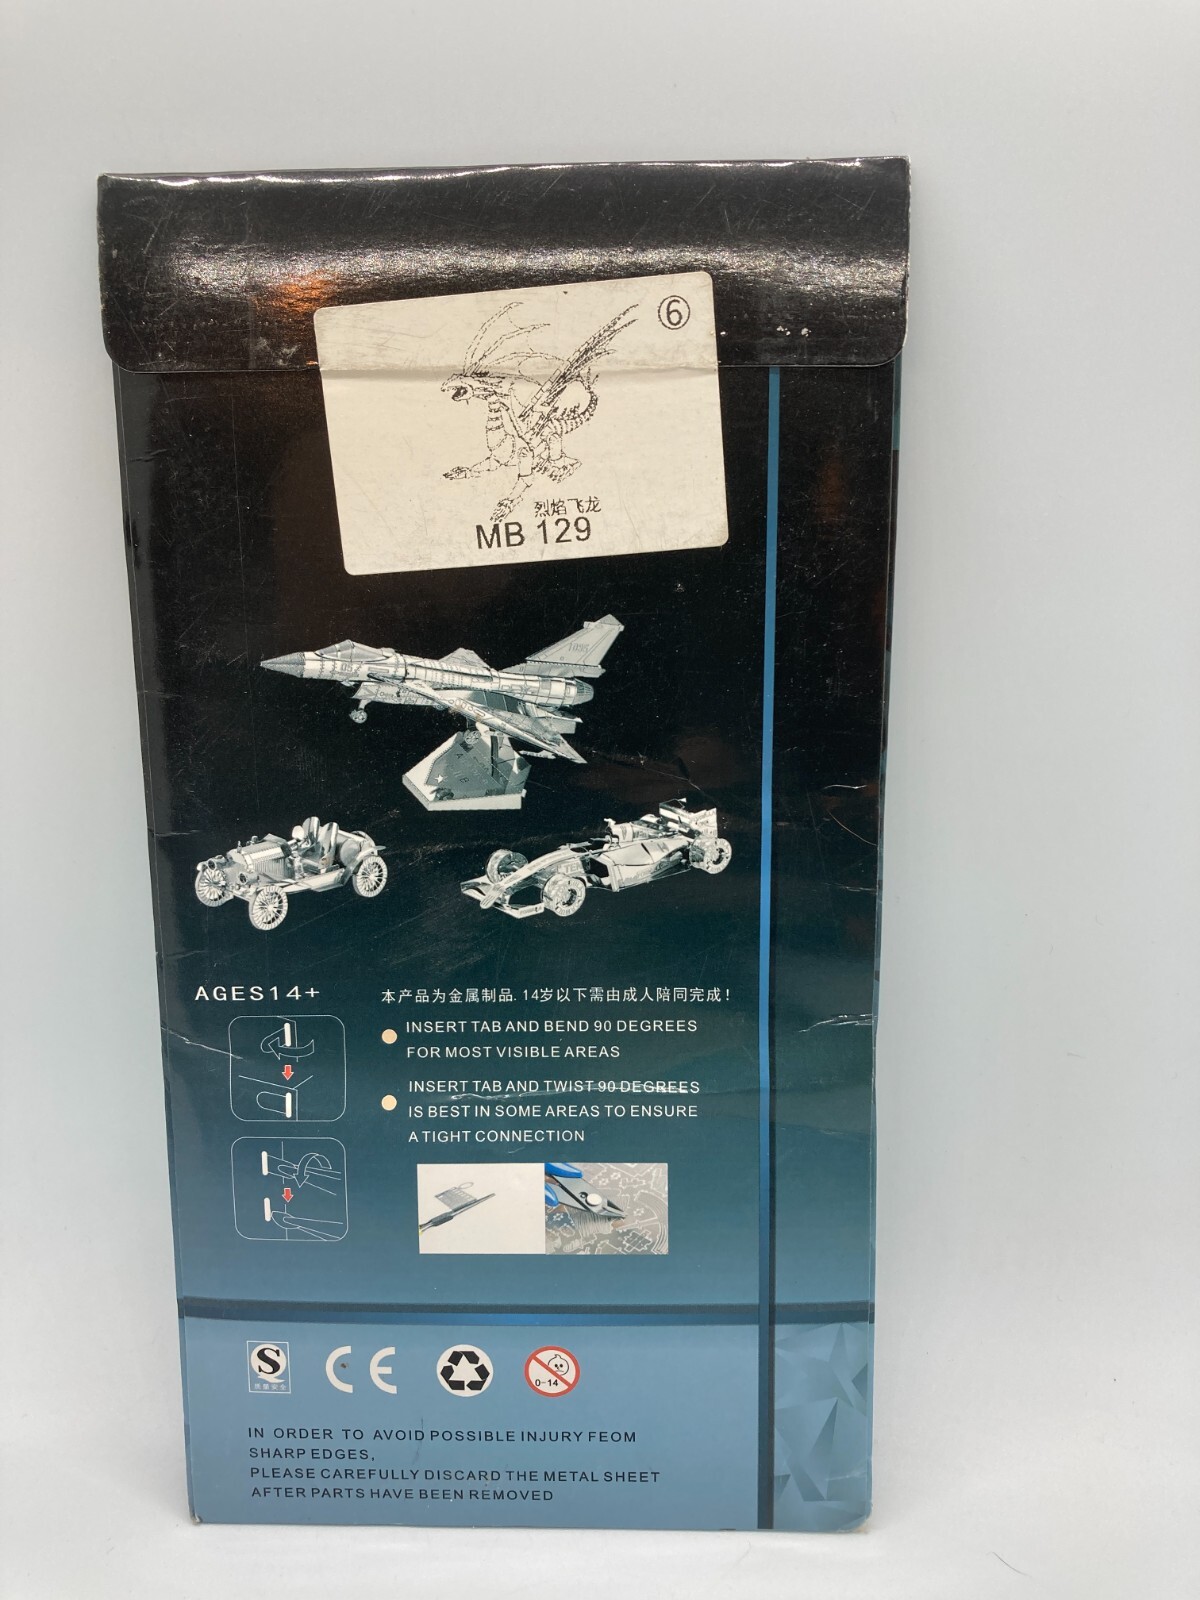 ⑥
烈焰飞龙
MB 129
AGES14+
本产品为金属制品.14岁以下需由成人陪同完成！
INSERT TAB AND BEND 90 DEGREES
FOR MOST VISIBLE AREAS
INSERT TAB AND TWIST 90 DEGREES
IS BEST IN SOME AREAS TO ENSURE
A TIGHT CONNECTION
S
质量安全
CE
0-14
IN ORDER TO AVOID POSSIBLE INJURY FEOM
SHARP EDGES,
PLEASE CAREFULLY DISCARD THE METAL SHEET
AFTER PARTS HAVE BEEN REMOVED